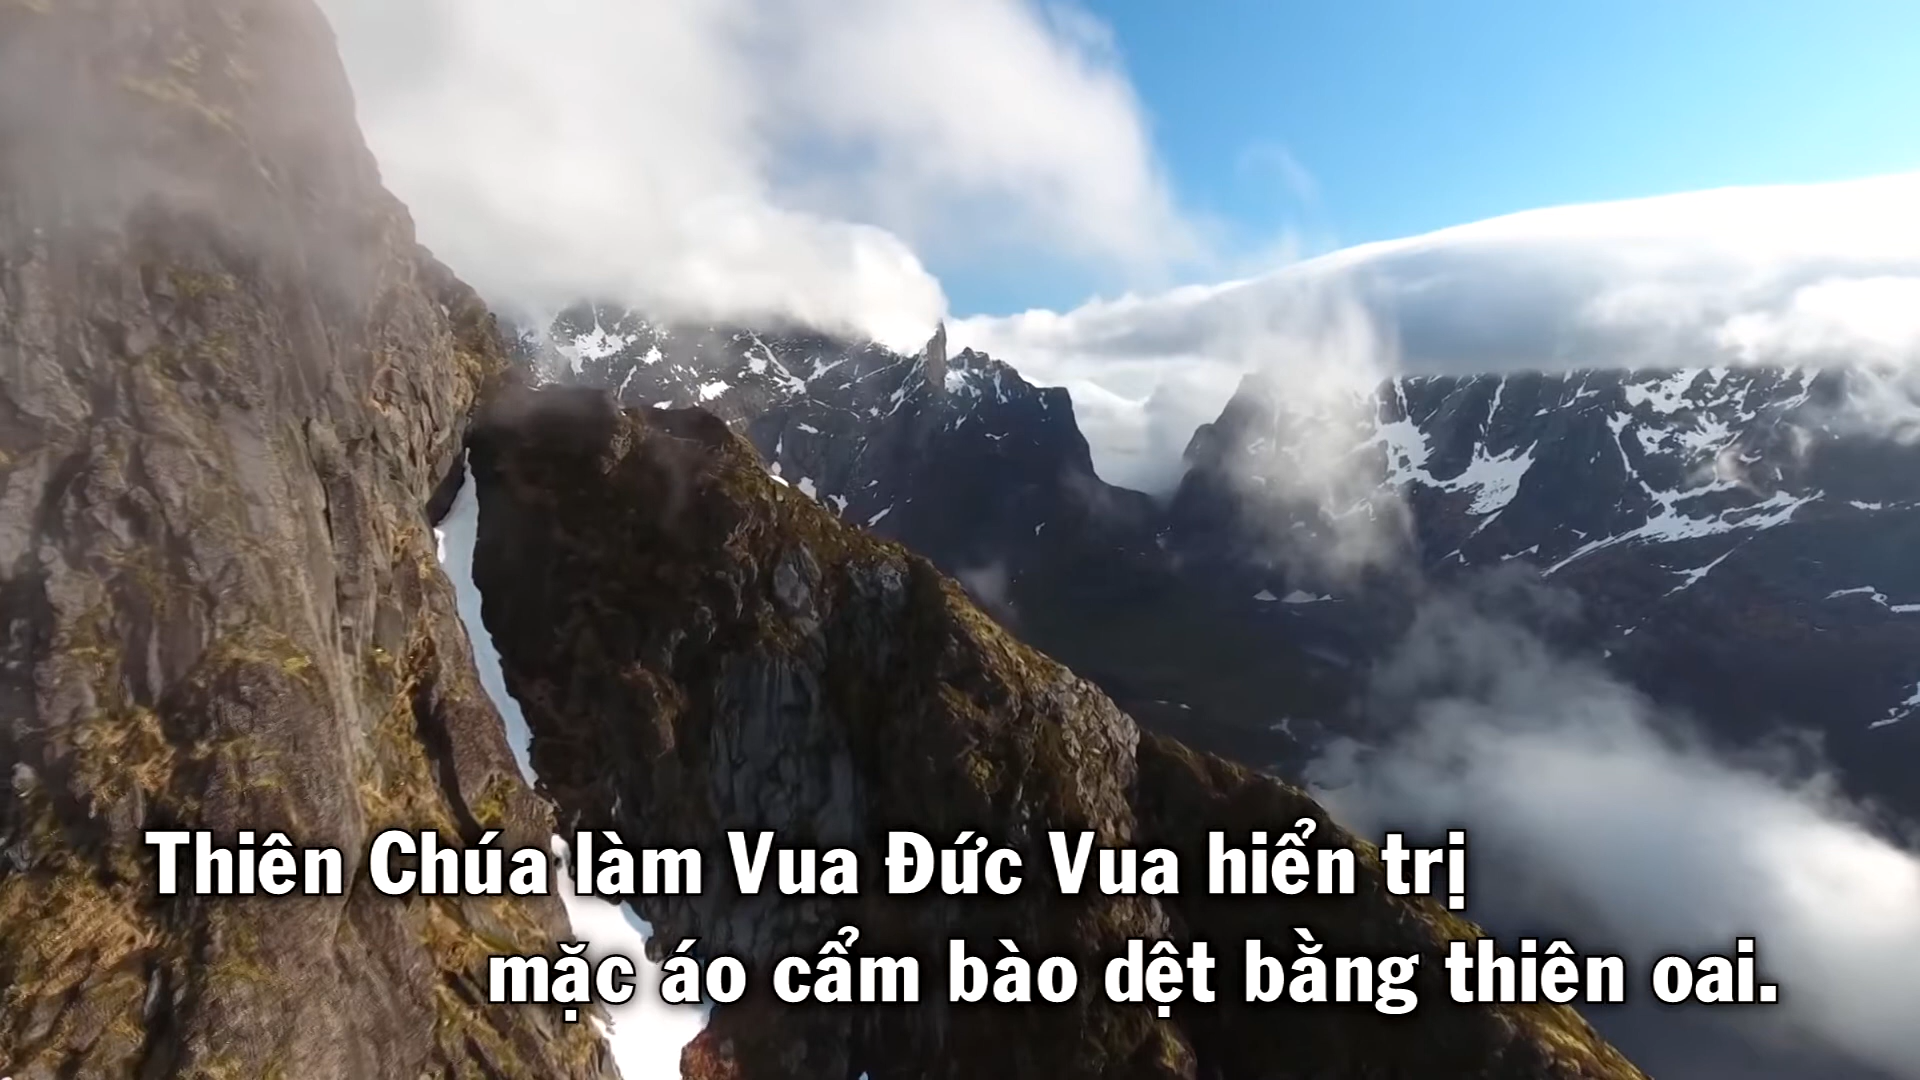 Thiên Chúa làm Vua Đức Vua hiển trị
mặc áo cẩm bào dệt bằng thiên oai.